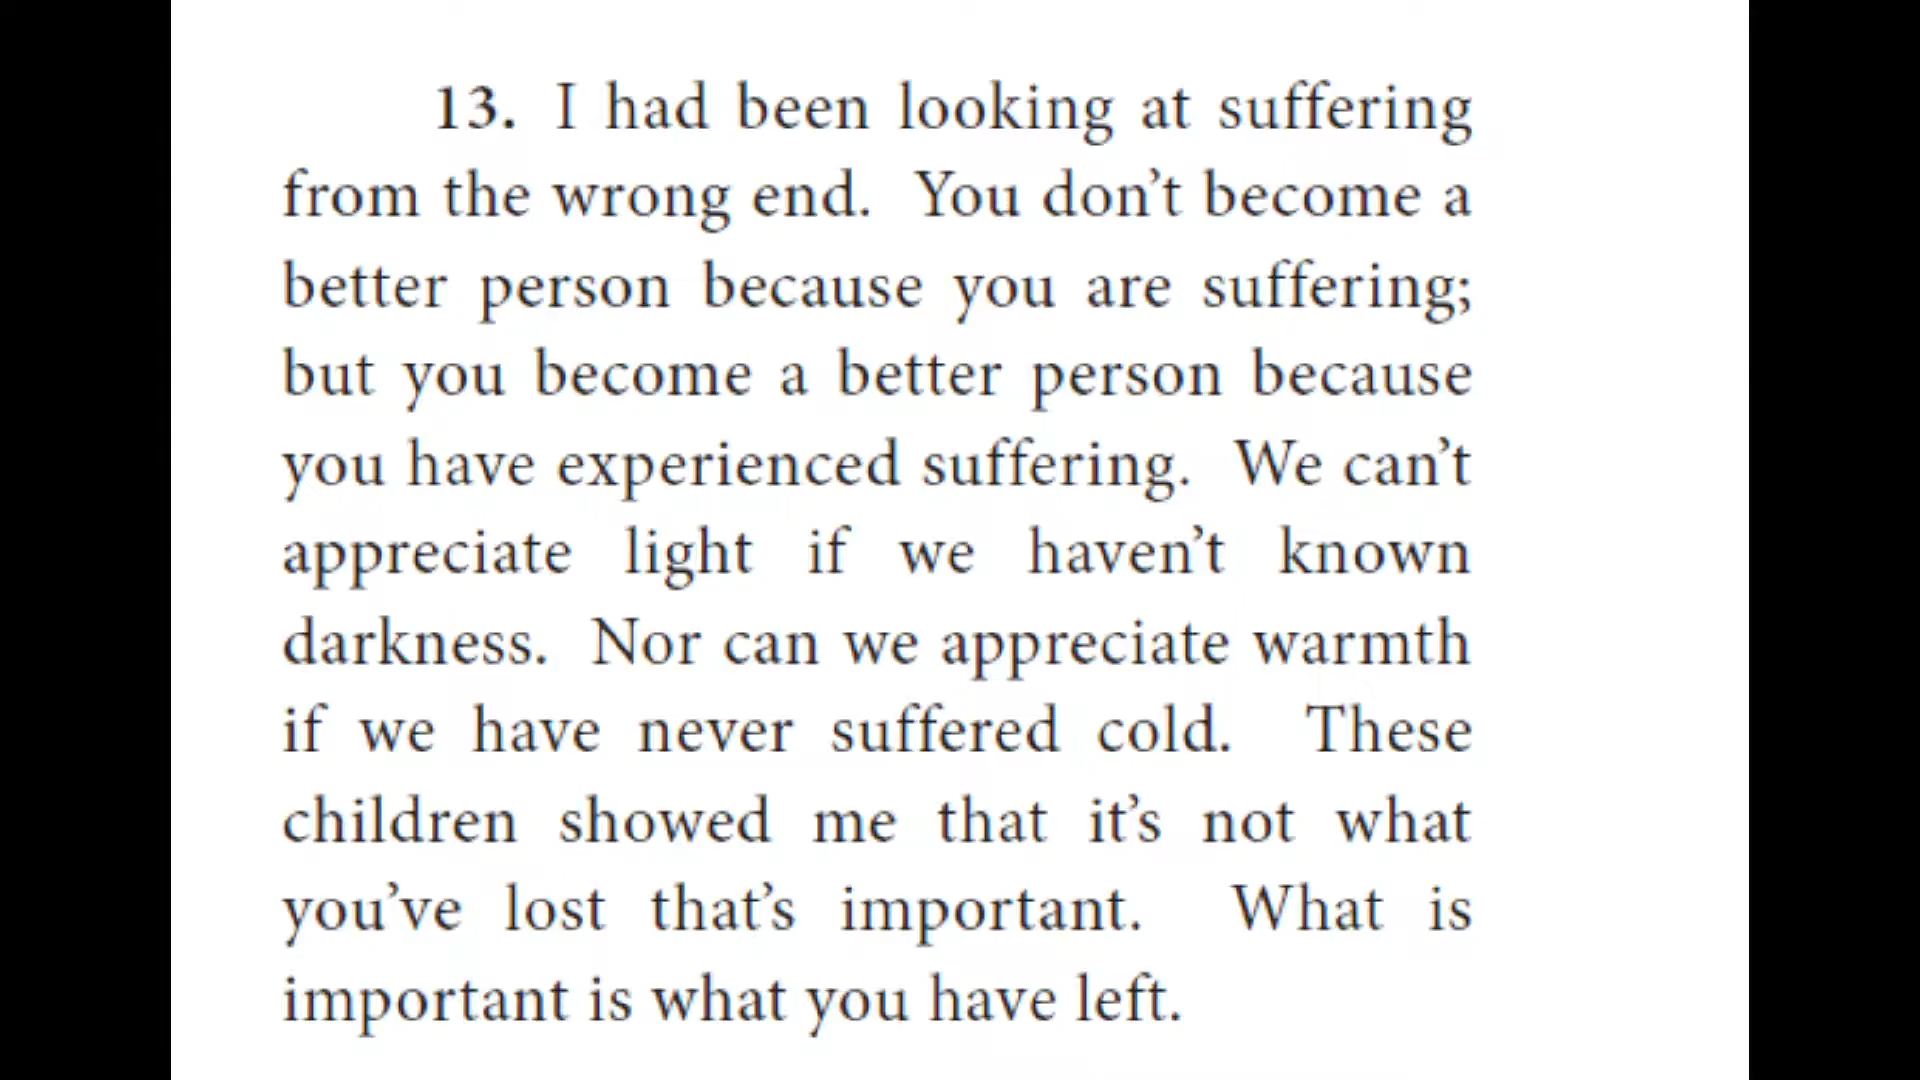 13. I had been looking at suffering
from the wrong end. You don’t become a
better person because you are suffering;
but you become a better person because
you have experienced suffering. We can’t
appreciate light if we haven’t known
darkness. Nor can we appreciate warmth
if we have never suffered cold. These
children showed me that it’s not what
you’ve lost that’s important. What is
important is what you have left.